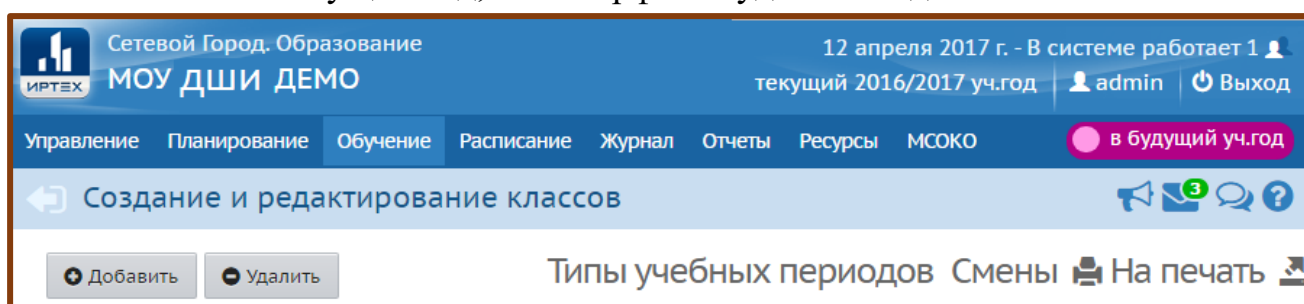 Сетевой Город. Образование
МОУ ДШИ ДЕМО
ИРТЕХ
12 апреля 2017 г. - В системе работает 1
текущий 2016/2017 уч.год admin Выход
Управление Планирование Обучение Расписание Журнал Отчеты Ресурсы МСОКО в будущий уч.год
Создание и редактирование классов 3
Добавить Удалить Типы учебных периодов Смены На печать